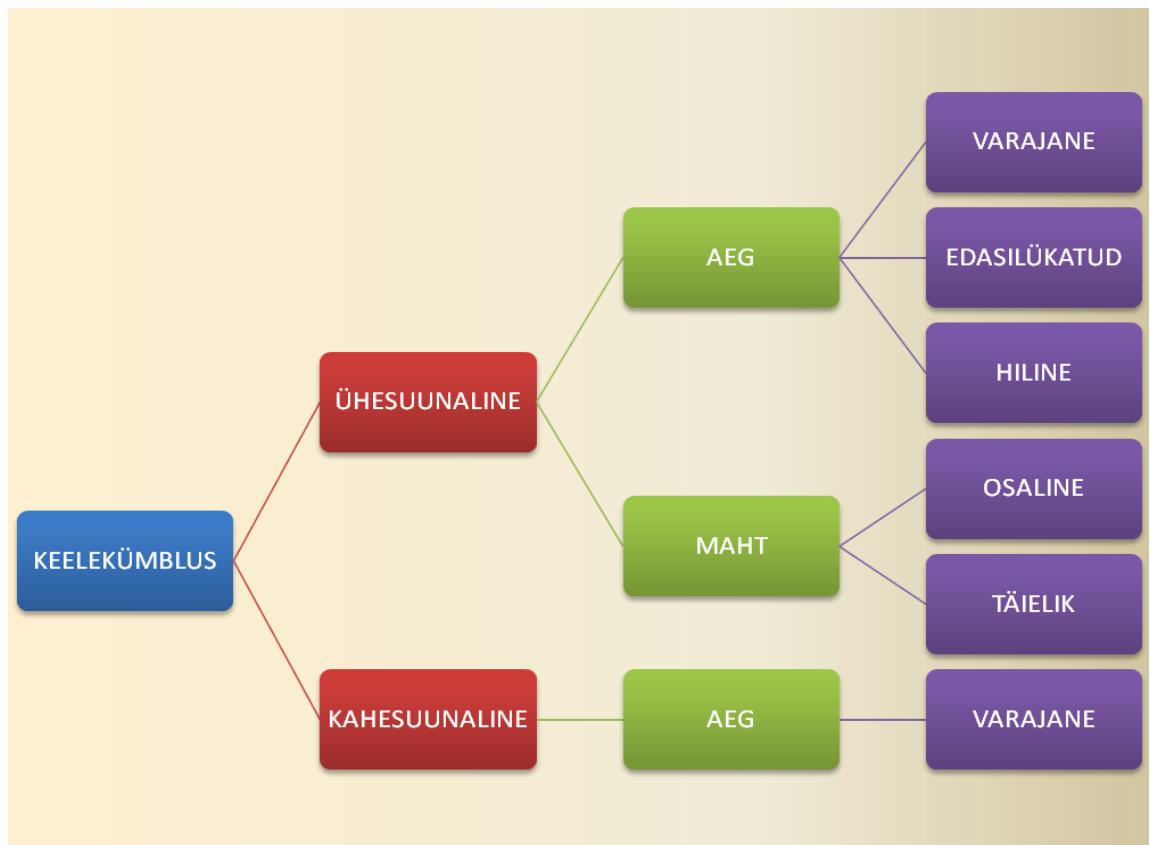 KEELEKÜMBLUS
ÜHESUUNALINE
AEG
VARAJANE
EDASILÜKATUD
HILINE
MAHT
OSALINE
TÄIELIK
KAHESUUNALINE
AEG
VARAJANE